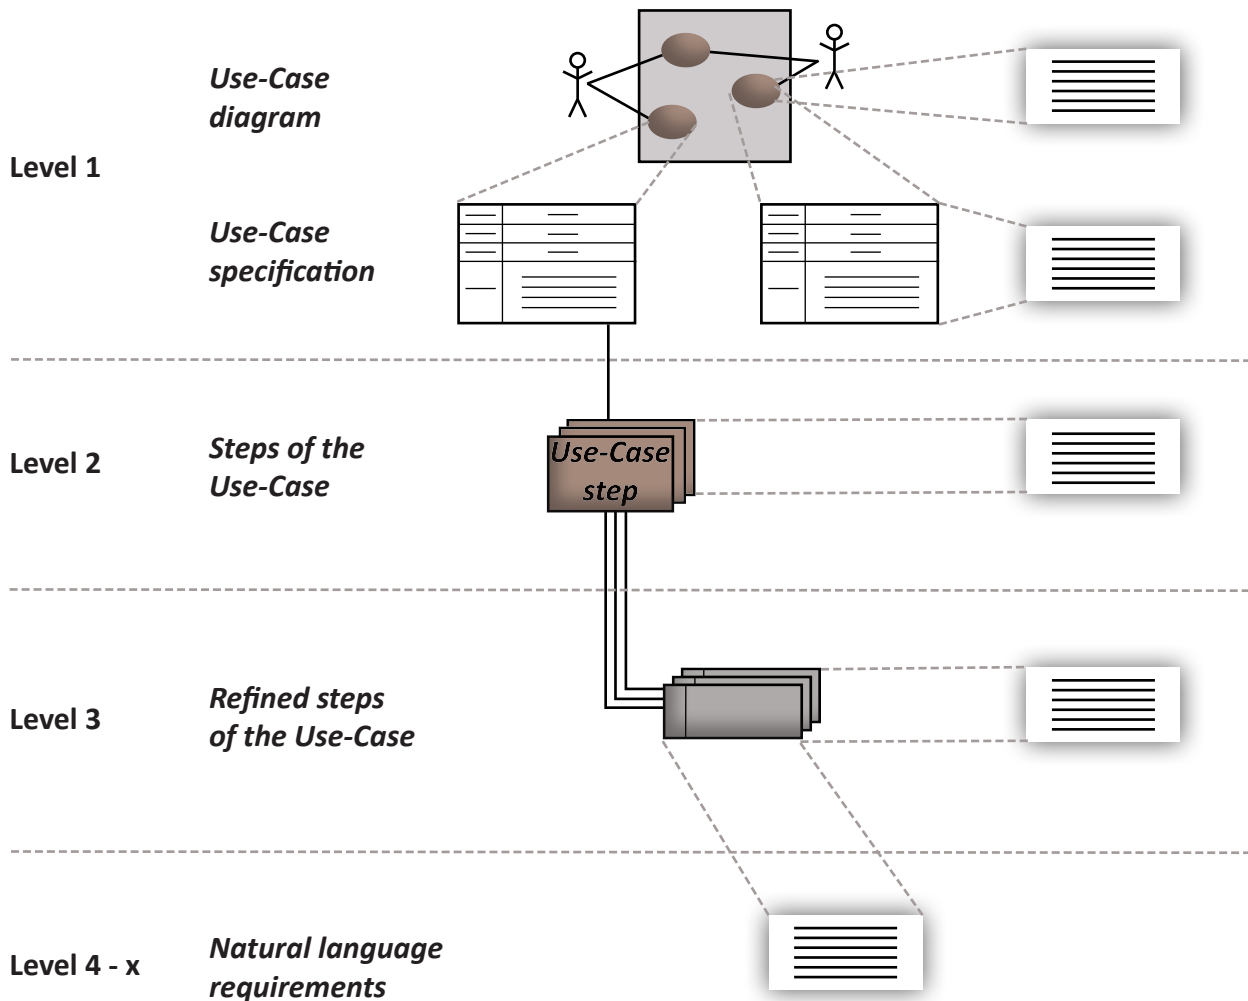 Use-Case
diagram
Level 1
Use-Case
specification
Level 2
Steps of the
Use-Case
Use-Case
step
Level 3
Refined steps
of the Use-Case
Level 4 - x
Natural language
requirements